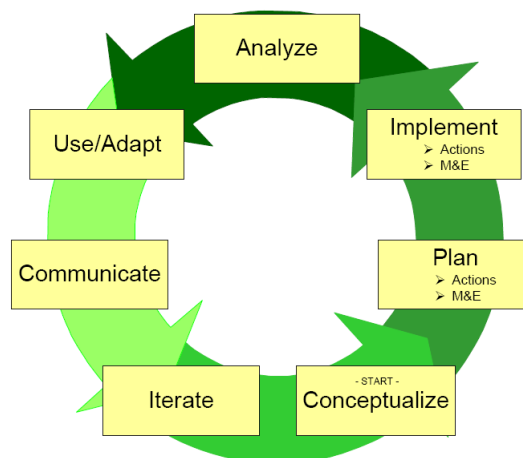 Analyze
Implement
➢ Actions
➢ M&E
Use/Adapt
Plan
➢ Actions
➢ M&E
Communicate
- START -
Conceptualize
Iterate